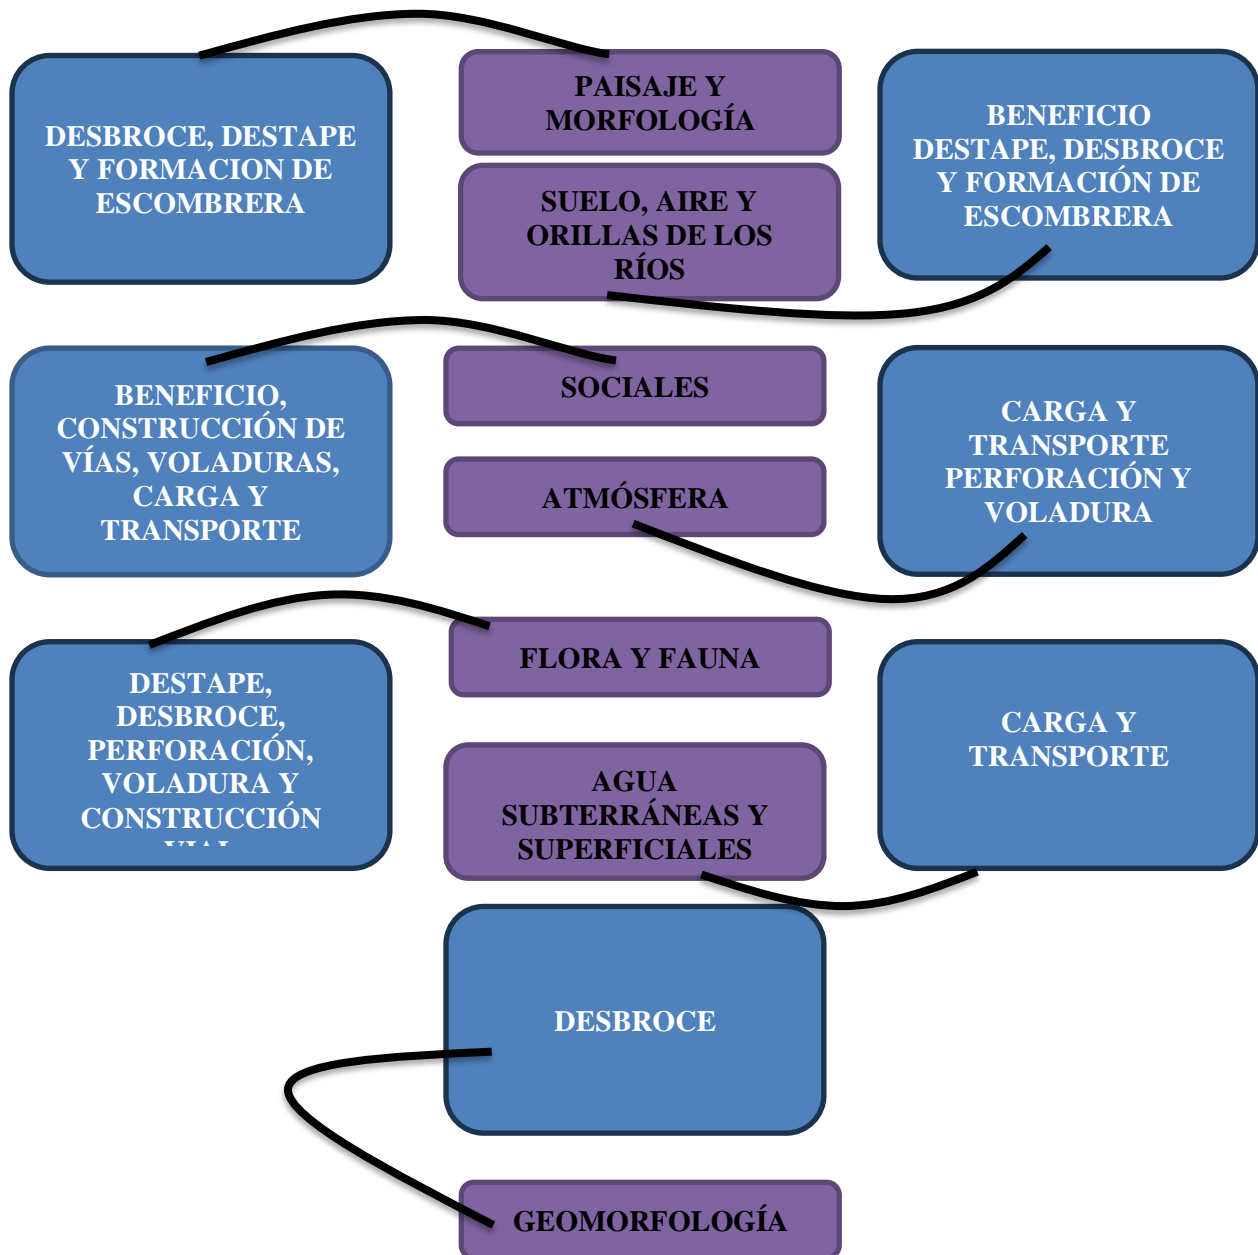 DESBROCE, DESTAPE
Y FORMACION DE
ESCOMBRERA
PAISAJE Y
MORFOLOGÍA
SUELO, AIRE Y
ORILLAS DE LOS
RÍOS
BENEFICIO
DESTAPE, DESBROCE
Y FORMACIÓN DE
ESCOMBRERA
BENEFICIO,
CONSTRUCCIÓN DE
VÍAS, VOLADURAS,
CARGA Y
TRANSPORTE
SOCIALES
ATMÓSFERA
CARGA Y
TRANSPORTE
PERFORACIÓN Y
VOLADURA
DESTAPE,
DESBROCE,
PERFORACIÓN,
VOLADURA Y
CONSTRUCCIÓN
FLORA Y FAUNA
AGUA
SUBTERRÁNEAS Y
SUPERFICIALES
CARGA Y
TRANSPORTE
DESBROCE
GEOMORFOLOGÍA